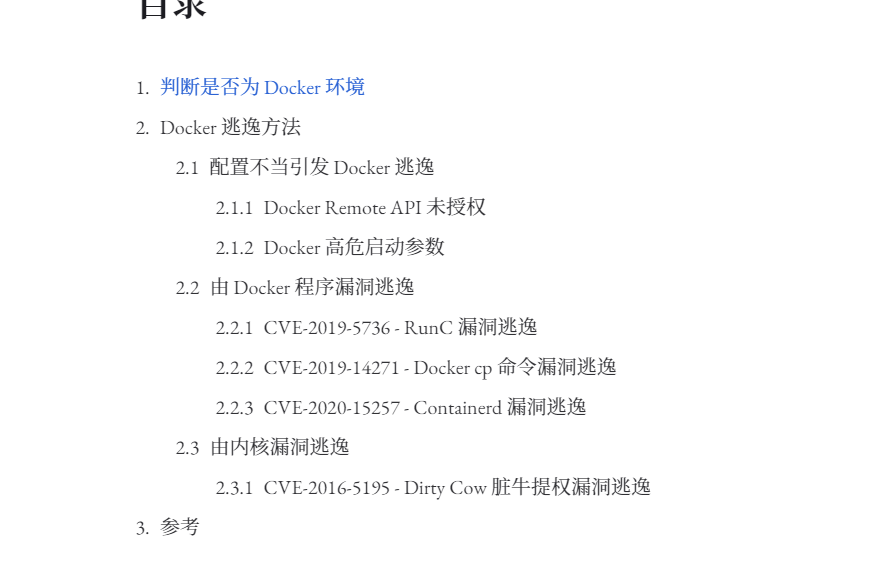 目录
1. 判断是否为 Docker 环境
2. Docker 逃逸方法
2.1 配置不当引发 Docker 逃逸
2.1.1 Docker Remote API 未授权
2.1.2 Docker 高危启动参数
2.2 由 Docker 程序漏洞逃逸
2.2.1 CVE-2019-5736 - RunC 漏洞逃逸
2.2.2 CVE-2019-14271 - Docker cp 命令漏洞逃逸
2.2.3 CVE-2020-15257 - Containerd 漏洞逃逸
2.3 由内核漏洞逃逸
2.3.1 CVE-2016-5195 - Dirty Cow 脏牛提权漏洞逃逸
3. 参考